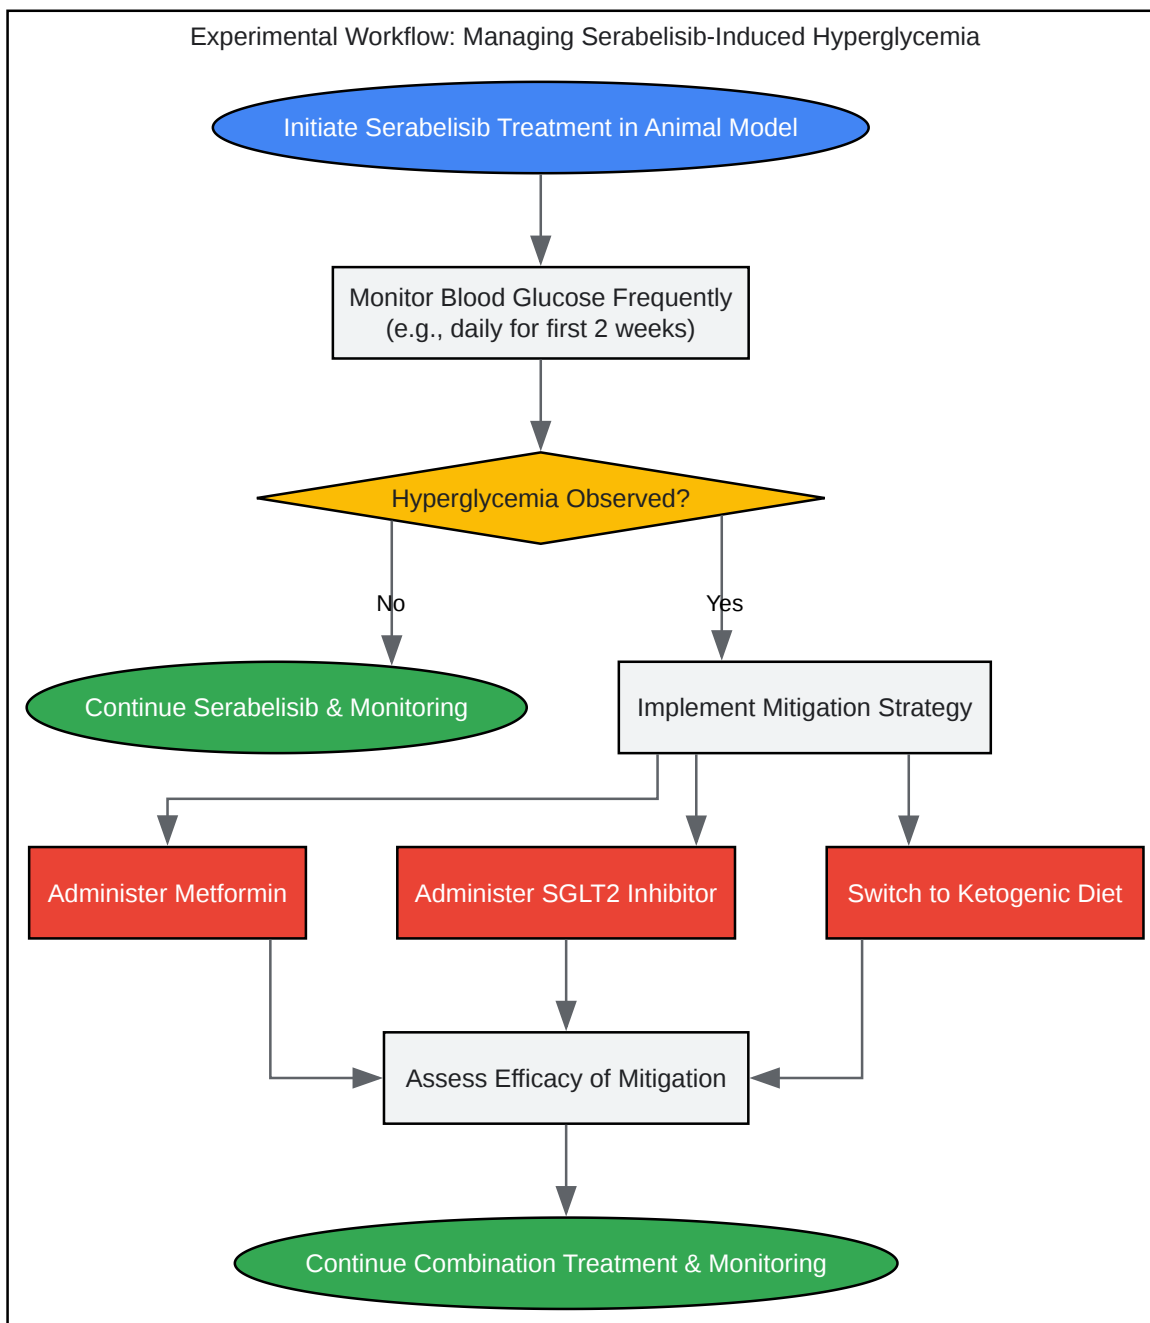 Experimental Workflow: Managing Serabelisib-Induced Hyperglycemia
Initiate Serabelisib Treatment in Animal Model
Monitor Blood Glucose Frequently
(e.g., daily for first 2 weeks)
Hyperglycemia Observed?
No
Yes
Continue Serabelisib & Monitoring
Implement Mitigation Strategy
Administer Metformin
Administer SGLT2 Inhibitor
Switch to Ketogenic Diet
Assess Efficacy of Mitigation
Continue Combination Treatment & Monitoring